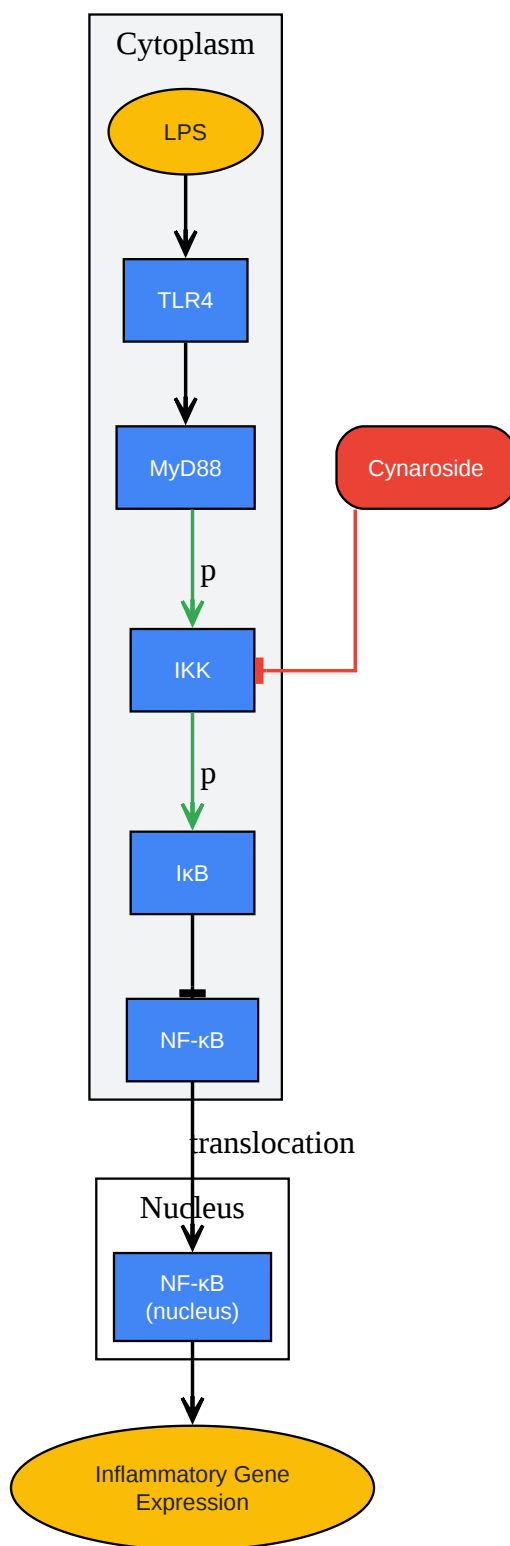 Cytoplasm
LPS
TLR4
MyD88
Cynaroside
p
IKK
p
IκB
NF-κB
translocation
Nucleus
NF-κB
(nucleus)
Inflammatory Gene
Expression